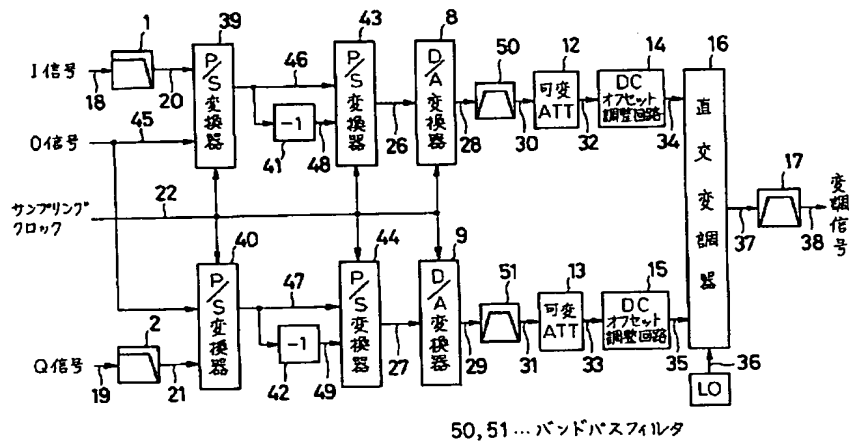 1
I信号
18
20
39
P/S変換器
46
-1
41
48
43
P/S変換器
26
8
D/A変換器
28
50
30
12
可変
ATT
32
14
DC
オフセット
調整回路
34
16
直交変調器
37
17
38
変調信号
45
0信号
サンプリング
クロック
22
40
P/S変換器
47
-1
42
49
44
P/S変換器
27
9
D/A変換器
29
51
31
13
可変
ATT
33
15
DC
オフセット
調整回路
35
36
LO
2
Q信号
19
21
50,51…バンドパスフィルタ